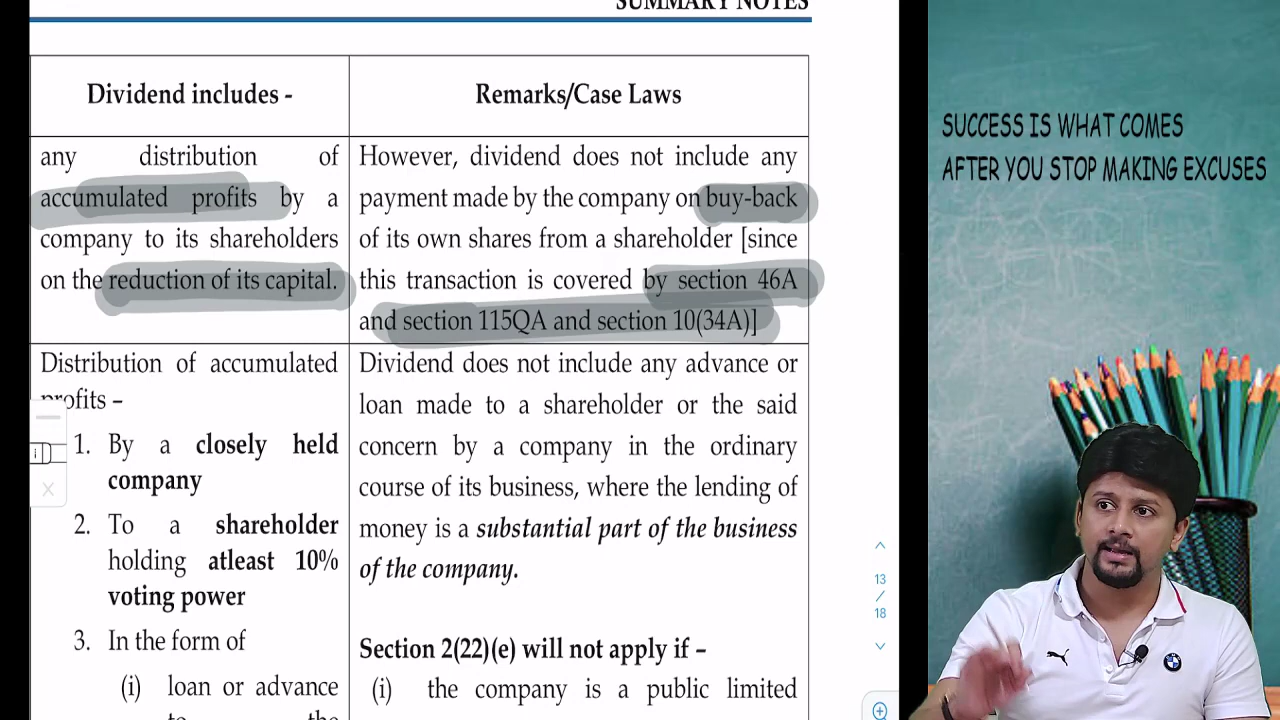 SUMMARY NOTES
Dividend includes -
Remarks/Case Laws
any distribution of
accumulated profits by a
company to its shareholders
on the reduction of its capital.
However, dividend does not include any
payment made by the company on buy-back
of its own shares from a shareholder [since
this transaction is covered by section 46A
and section 115QA and section 10(34A)]
Distribution of accumulated
profits –
1. By a closely held
company
2. To a shareholder
holding atleast 10%
voting power
3. In the form of
(i) loan or advance
to the
Dividend does not include any advance or
loan made to a shareholder or the said
concern by a company in the ordinary
course of its business, where the lending of
money is a substantial part of the business
of the company.
Section 2(22)(e) will not apply if –
(i) the company is a public limited
13
/
18
SUCCESS IS WHAT COMES
AFTER YOU STOP MAKING EXCUSES